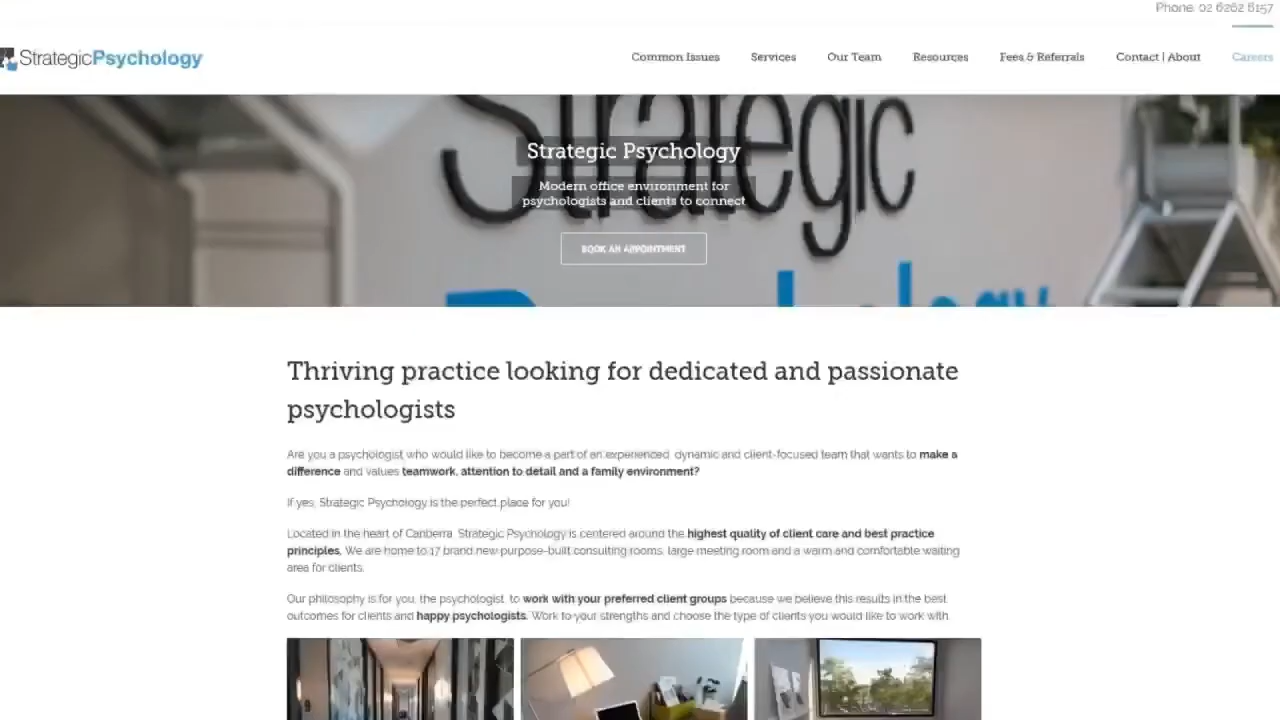 Phone: 02 6262 6157
StrategicPsychology
Common Issues Services Our Team Resources Fees & Referrals Contact | About Careers
Strategic
Strategic Psychology
Modern office environment for
psychologists and clients to connect
BOOK AN APPOINTMENT
Thriving practice looking for dedicated and passionate
psychologists
Are you a psychologist who would like to become a part of an experienced, dynamic and client-focused team that wants to make a
difference and values teamwork, attention to detail and a family environment?
If yes, Strategic Psychology is the perfect place for you!
Located in the heart of Canberra, Strategic Psychology is centered around the highest quality of client care and best practice
principles. We are home to 17 brand new purpose-built consulting rooms, large meeting room and a warm and comfortable waiting
area for clients.
Our philosophy is for you, the psychologist, to work with your preferred client groups because we believe this results in the best
outcomes for clients and happy psychologists. Work to your strengths and choose the type of clients you would like to work with.